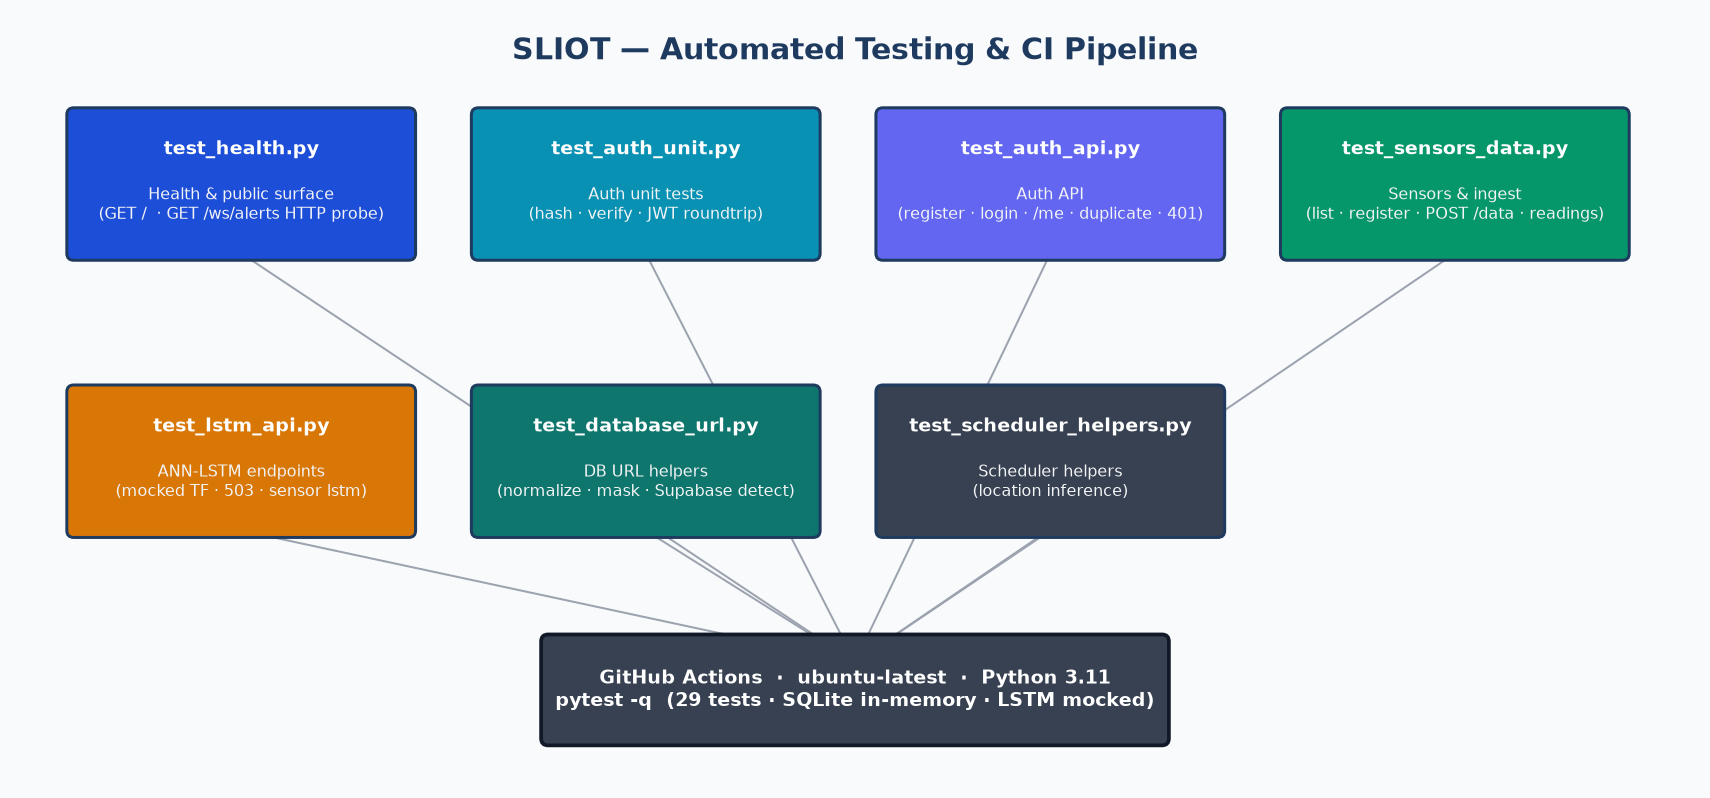 SLIOT — Automated Testing & CI Pipeline
test_health.py
Health & public surface
(GET / · GET /ws/alerts HTTP probe)
test_auth_unit.py
Auth unit tests
(hash · verify · JWT roundtrip)
test_auth_api.py
Auth API
(register · login · /me · duplicate · 401)
test_sensors_data.py
Sensors & ingest
(list · register · POST /data · readings)
test_lstm_api.py
ANN-LSTM endpoints
(mocked TF · 503 · sensor lstm)
test_database_url.py
DB URL helpers
(normalize · mask · Supabase detect)
test_scheduler_helpers.py
Scheduler helpers
(location inference)
GitHub Actions · ubuntu-latest · Python 3.11
pytest -q (29 tests · SQLite in-memory · LSTM mocked)